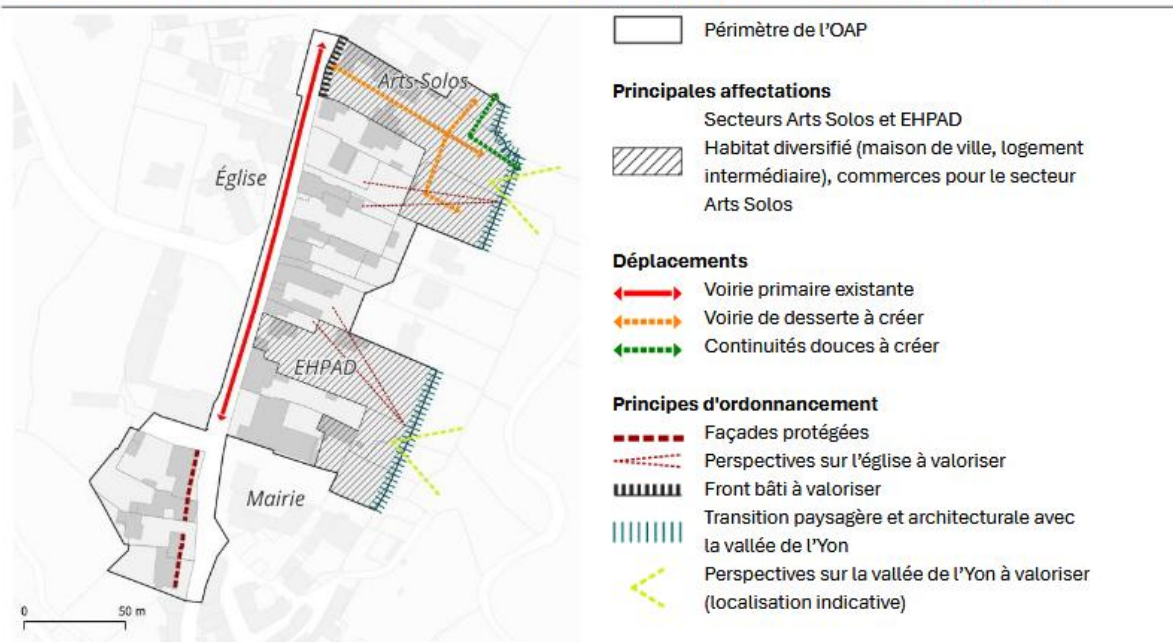 Arts Solos
Église
EHPAD
Mairie
0 50 m
Périmètre de l'OAP
Principales affectations
Secteurs Arts Solos et EHPAD
Habitat diversifié (maison de ville, logement
intermédiaire), commerces pour le secteur
Arts Solos
Déplacements
Voirie primaire existante
Voirie de desserte à créer
Continuités douces à créer
Principes d'ordonnancement
Façades protégées
Perspectives sur l'église à valoriser
Front bâti à valoriser
Transition paysagère et architecturale avec
la vallée de l'Yon
Perspectives sur la vallée de l'Yon à valoriser
(localisation indicative)